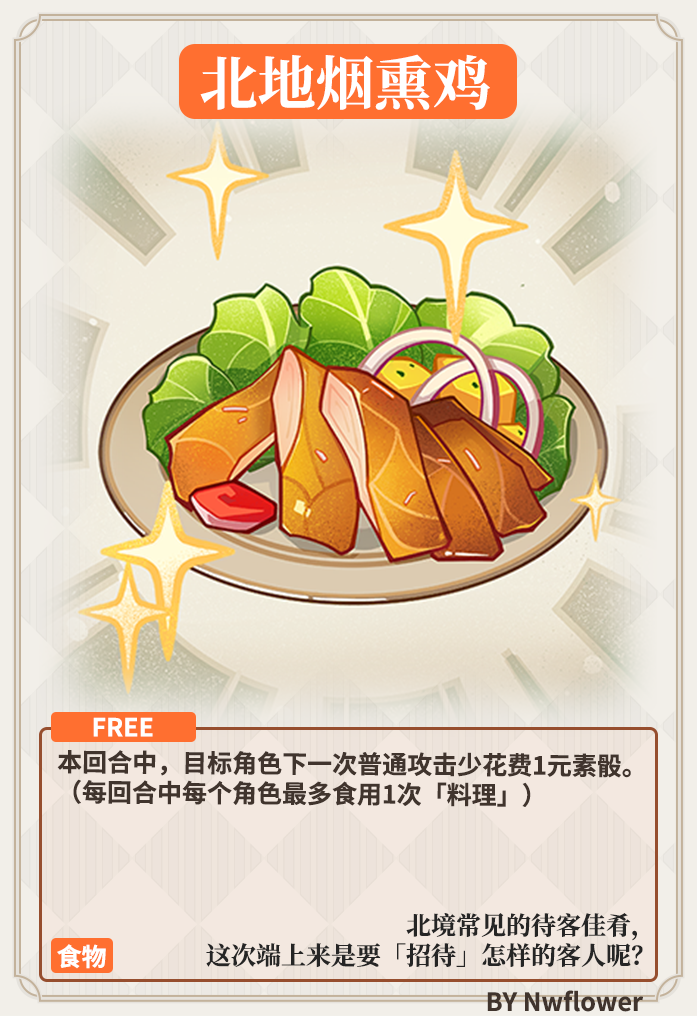 北地烟熏鸡
FREE
本回合中，目标角色下一次普通攻击少花费1元素骰。
（每回合中每个角色最多食用1次「料理」）
北境常见的待客佳肴，
这次端上来是要「招待」怎样的客人呢？
食物
BY Nwflower